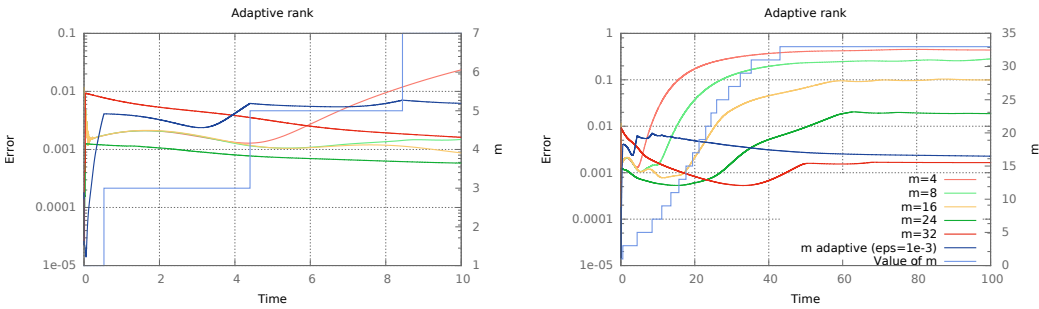 Adaptive rank
0.1
0.01
0.001
0.0001
1e-05
Error
7
6
5
4
3
2
1
m
0 2 4 6 8 10
Time
Adaptive rank
1
0.1
0.01
0.001
0.0001
1e-05
Error
35
30
25
20
15
10
5
0
m
m=4
m=8
m=16
m=24
m=32
m adaptive (eps=1e-3)
Value of m
0 20 40 60 80 100
Time